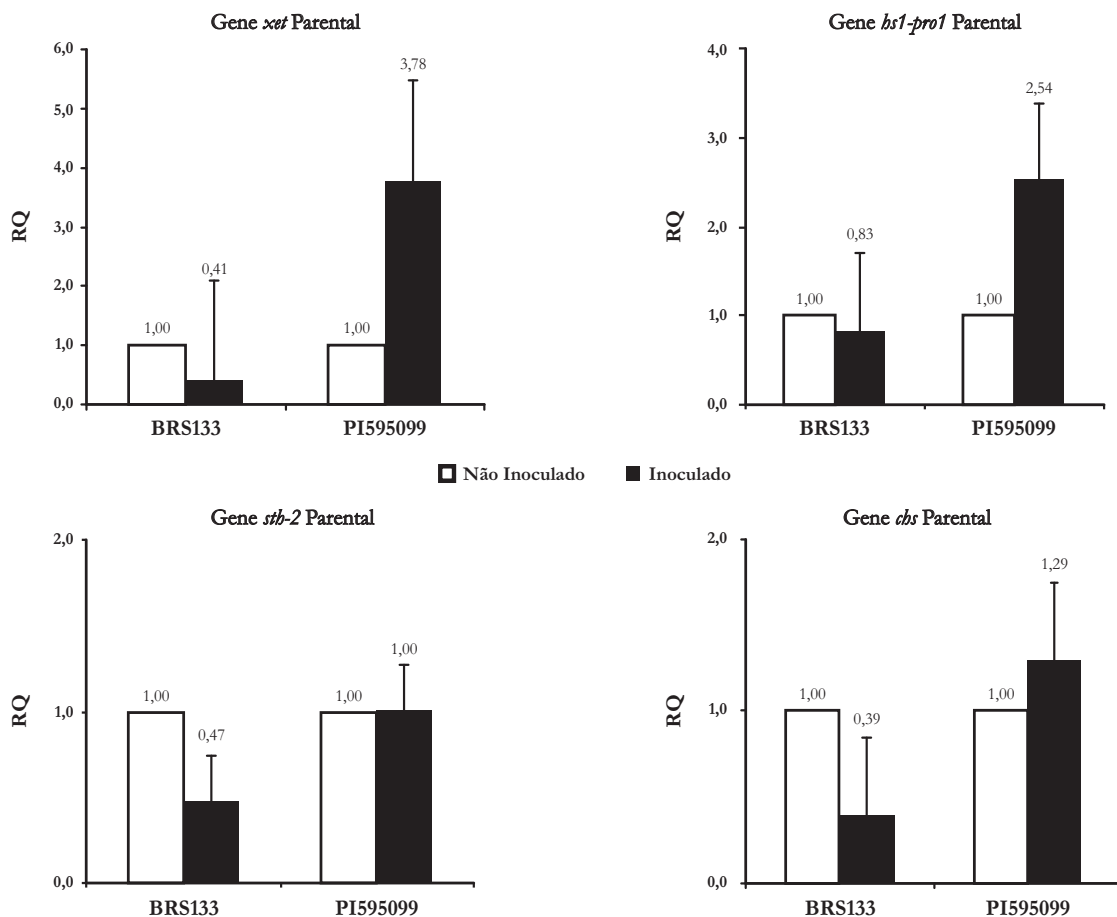 Gene xet Parental
6,0
5,0
4,0
3,0
2,0
1,0
0,0
RQ
1,00
0,41
1,00
3,78
BRS133
PI595099
Gene hs1-pro1 Parental
4,0
3,0
2,0
1,0
0,0
RQ
1,00
0,83
1,00
2,54
BRS133
PI595099
Não Inoculado
Inoculado
Gene sth-2 Parental
2,0
1,0
0,0
RQ
1,00
0,47
1,00
1,00
BRS133
PI595099
Gene chs Parental
2,0
1,0
0,0
RQ
1,00
0,39
1,00
1,29
BRS133
PI595099